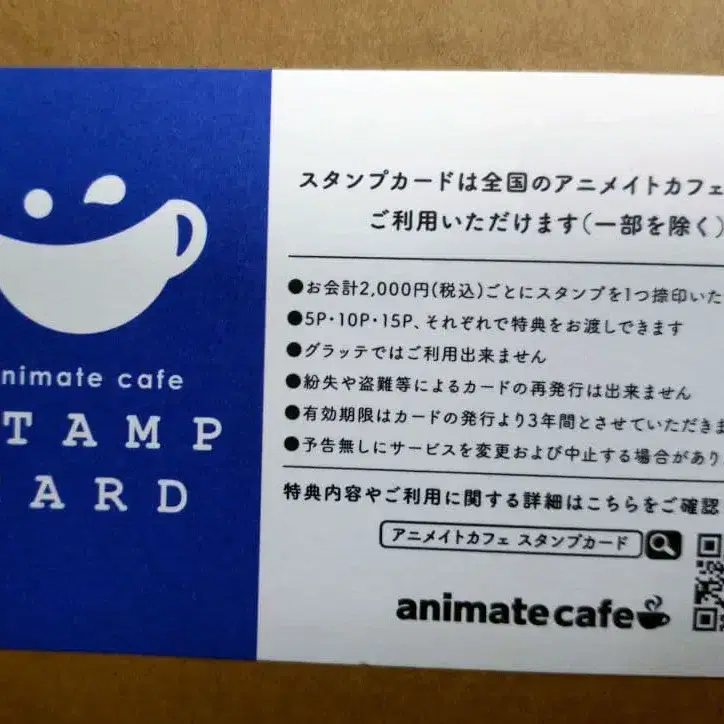 nimate cafe
TAMP
ARD
スタンプカードは全国のアニメイトカフェ
ご利用いただけます(一部を除く)
●お会計2,000円(税込)ごとにスタンプを1つ捺印いた
●5P・10P・15P、それぞれで特典をお渡しできます
●グラッテではご利用出来ません
●紛失や盗難等によるカードの再発行は出来ません
●有効期限はカードの発行より3年間とさせていただきま
●予告無しにサービスを変更および中止する場合があり
特典内容やご利用に関する詳細はこちらをご確認
アニメイトカフェ スタンプカード
animatecafe